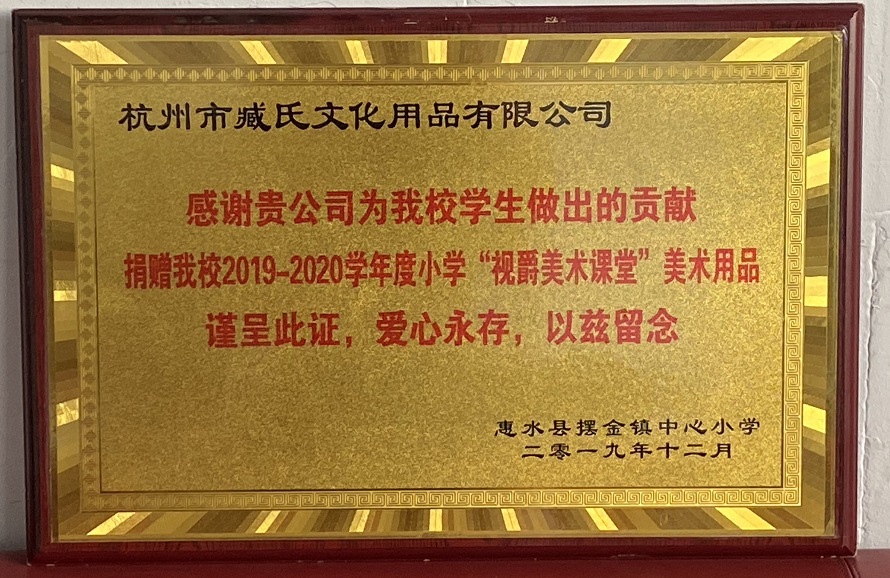 杭州市臧氏文化用品有限公司
感谢贵公司为我校学生做出的贡献
捐赠我校2019-2020学年度小学“视爵美术课堂”美术用品
谨呈此证，爱心永存，以兹留念
惠水县摆金镇中心小学
二零一九年十二月